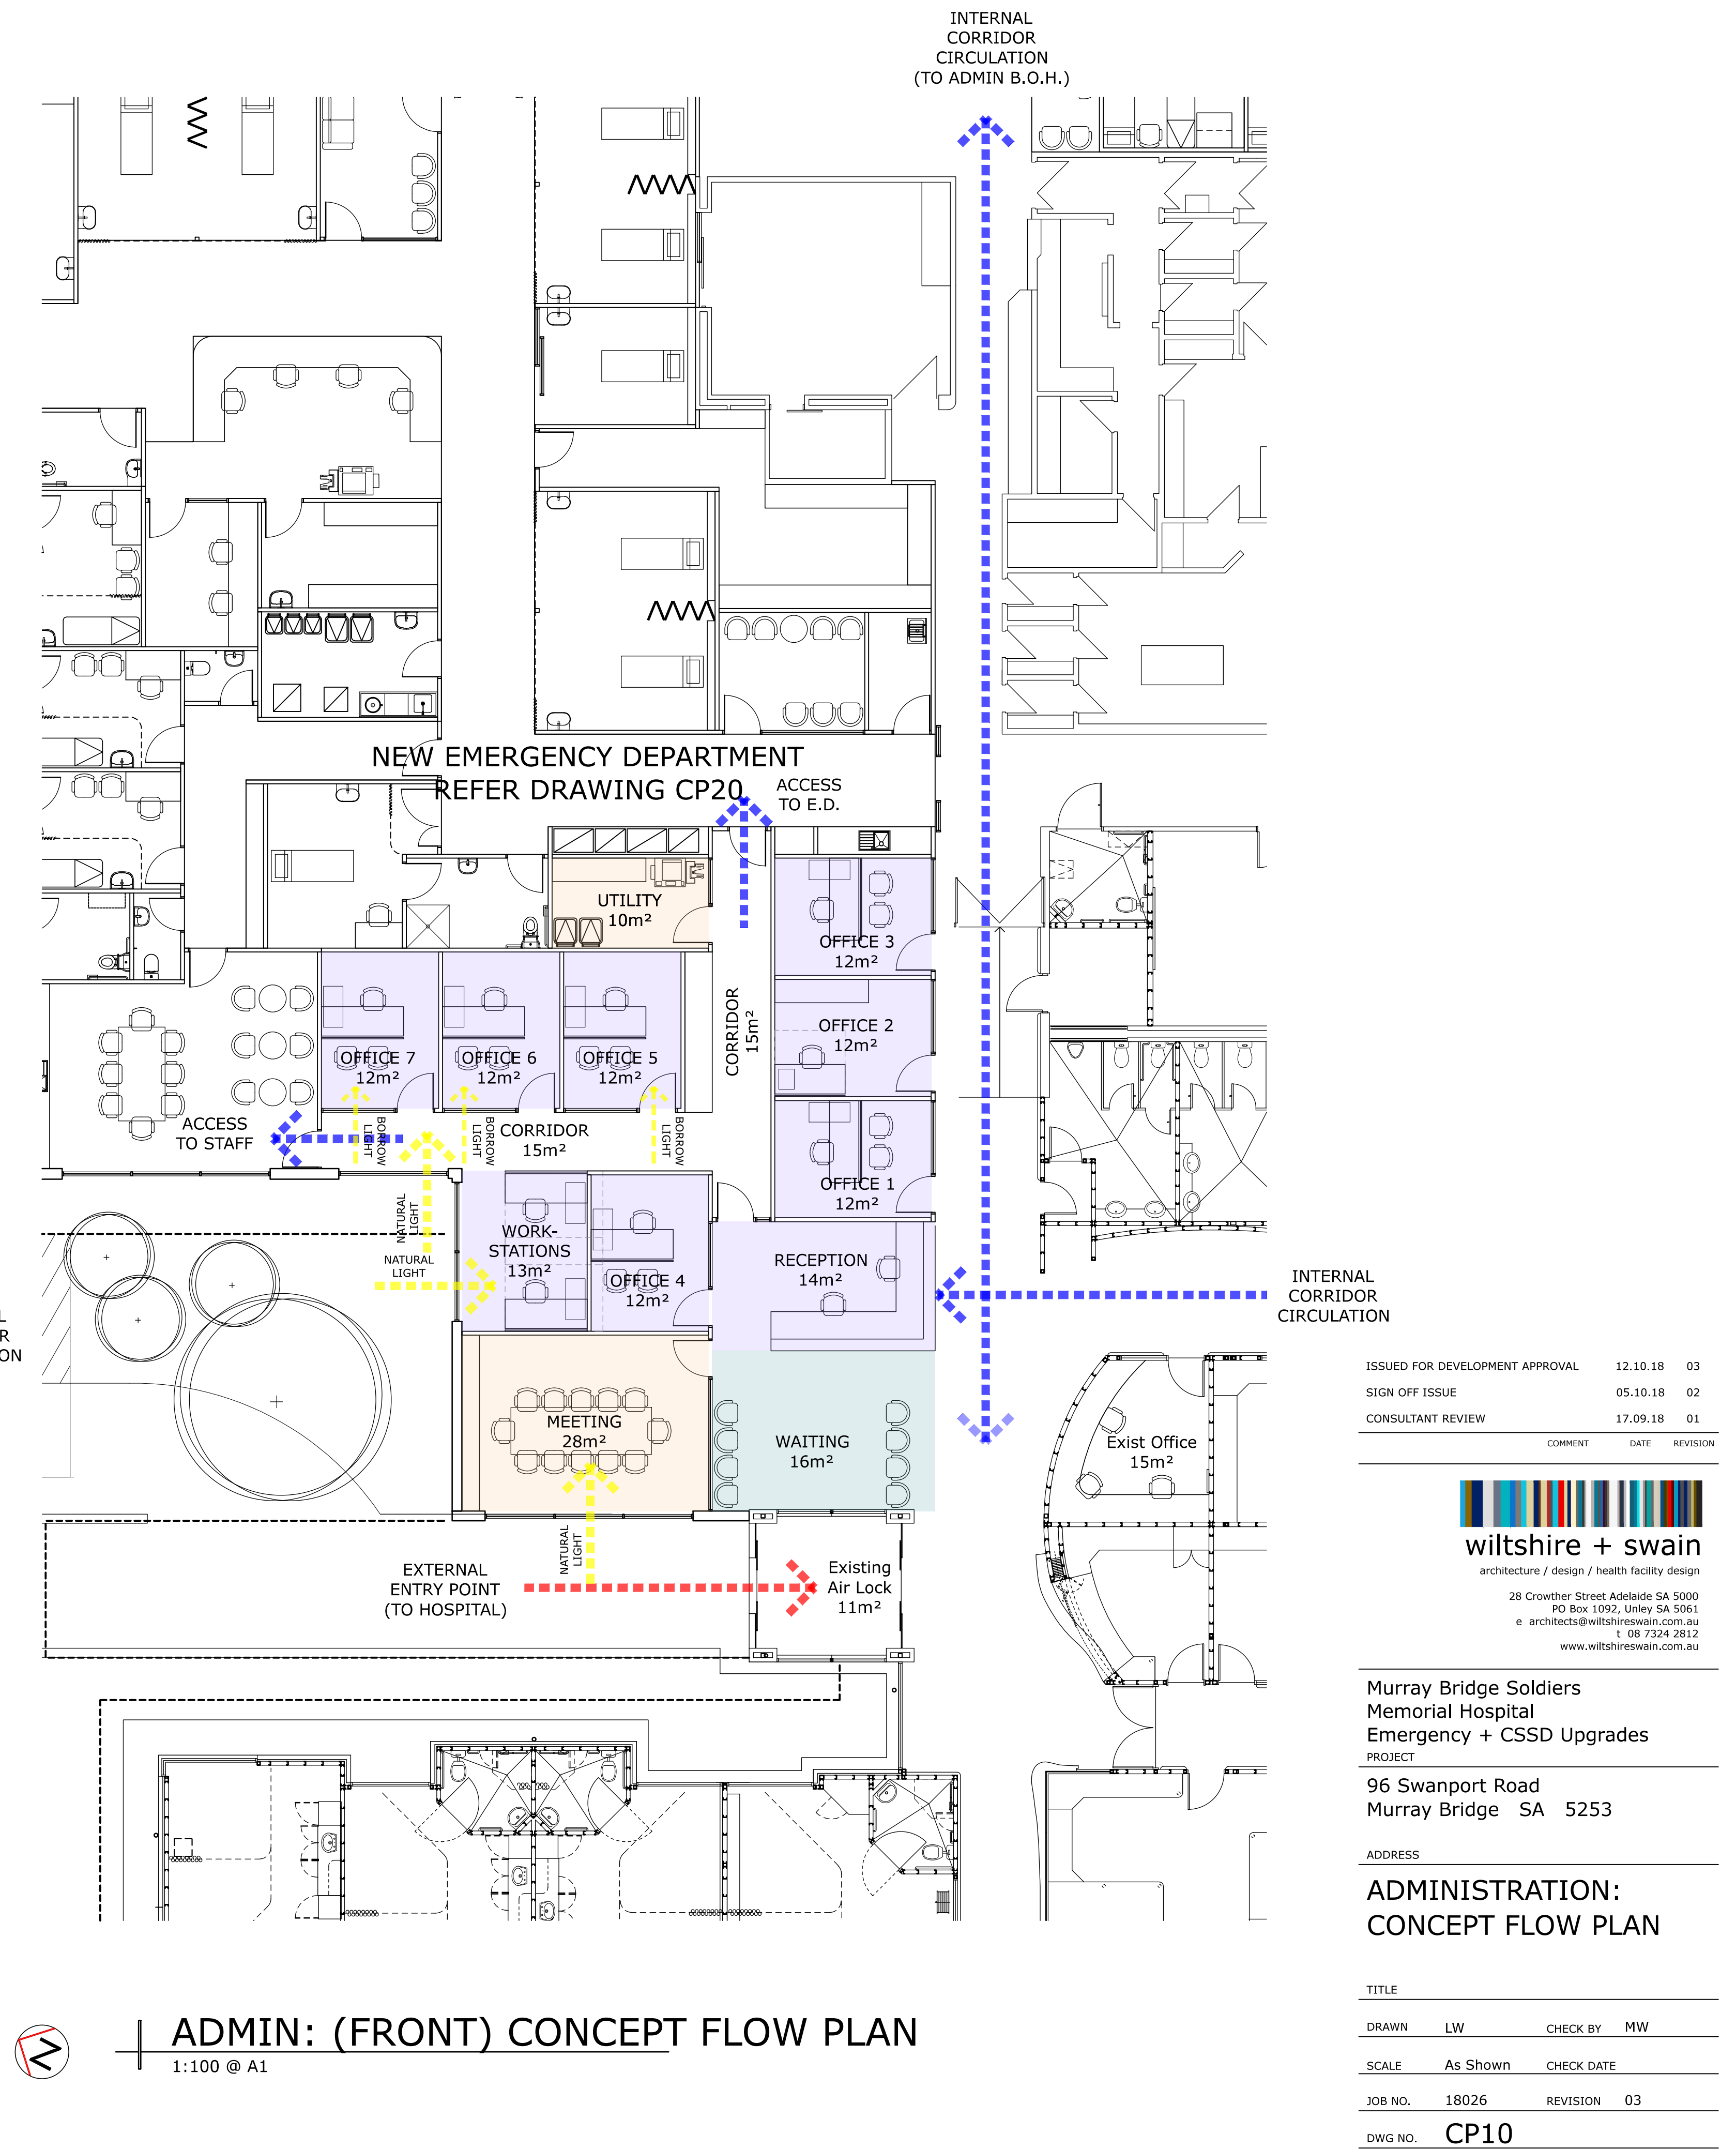 INTERNAL
CORRIDOR
CIRCULATION
(TO ADMIN B.O.H.)
NEW EMERGENCY DEPARTMENT
REFER DRAWING CP20
ACCESS
TO E.D.
UTILITY
10m²
OFFICE 3
12m²
CORRIDOR
15m²
OFFICE 2
12m²
OFFICE 7
12m²
OFFICE 6
12m²
OFFICE 5
12m²
ACCESS
TO STAFF
BORROW
LIGHT
BORROW
LIGHT
CORRIDOR
15m²
BORROW
LIGHT
OFFICE 1
12m²
NATURAL
LIGHT
NATURAL
LIGHT
WORK-
STATIONS
13m²
OFFICE 4
12m²
RECEPTION
14m²
INTERNAL
CORRIDOR
CIRCULATION
L
R
ON
MEETING
28m²
WAITING
16m²
Exist Office
15m²
NATURAL
LIGHT
EXTERNAL
ENTRY POINT
(TO HOSPITAL)
Existing
Air Lock
11m²
ADMIN: (FRONT) CONCEPT FLOW PLAN
1:100 @ A1
ISSUED FOR DEVELOPMENT APPROVAL 12.10.18 03
SIGN OFF ISSUE 05.10.18 02
CONSULTANT REVIEW 17.09.18 01
COMMENT DATE REVISION
wiltshire + swain
architecture / design / health facility design
28 Crowther Street Adelaide SA 5000
PO Box 1092, Unley SA 5061
e architects@wiltshireswain.com.au
t 08 7324 2812
www.wiltshireswain.com.au
Murray Bridge Soldiers
Memorial Hospital
Emergency + CSSD Upgrades
PROJECT
96 Swanport Road
Murray Bridge SA 5253
ADDRESS
ADMINISTRATION:
CONCEPT FLOW PLAN
TITLE
DRAWN LW CHECK BY MW
SCALE As Shown CHECK DATE
JOB NO. 18026 REVISION 03
DWG NO. CP10